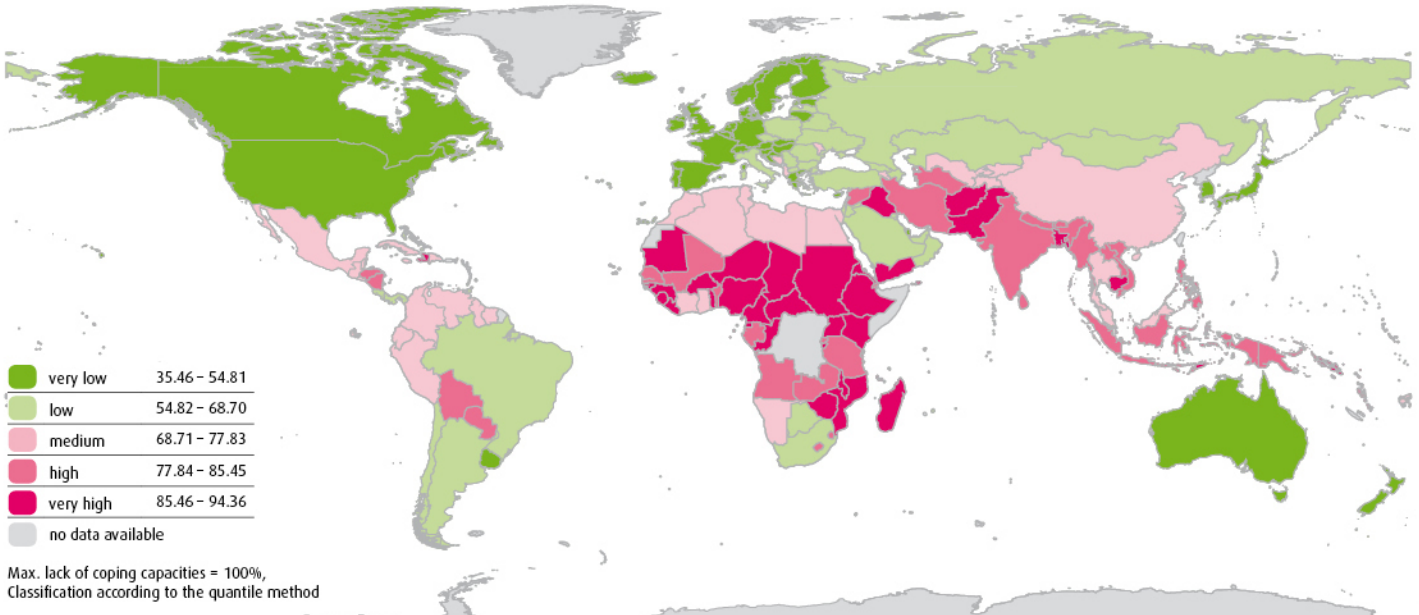 very low 35.46 – 54.81
low 54.82 – 68.70
medium 68.71 – 77.83
high 77.84 – 85.45
very high 85.46 – 94.36
no data available
Max. lack of coping capacities = 100%,
Classification according to the quantile method